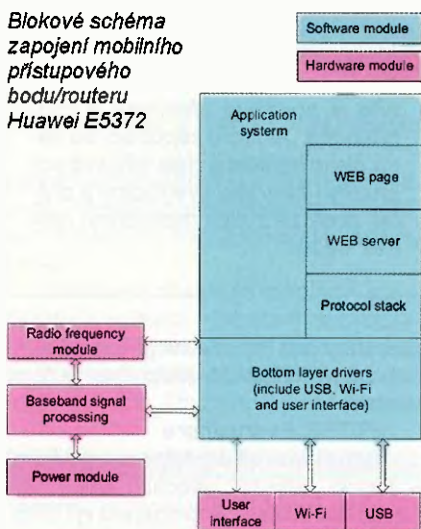 Blokové schéma
zapojení mobilního
přístupového
bodu/routeru
Huawei E5372
Software module
Hardware module
Application
systerm
WEB page
WEB server
Protocol stack
Radio frequency
module
Baseband signal
processing
Power module
Bottom layer drivers
(include USB, Wi-Fi
and user interface)
User
interface
Wi-Fi
USB